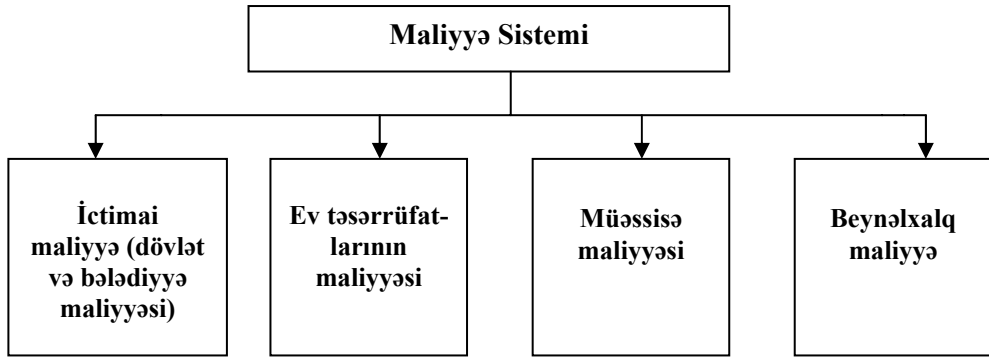 Maliyyə Sistemi
İctimai
maliyyə (dövlət
və bələdiyyə
maliyyəsi)
Ev təsərrüfat-
larının
maliyyəsi
Müəssisə
maliyyəsi
Beynəlxalq
maliyyə